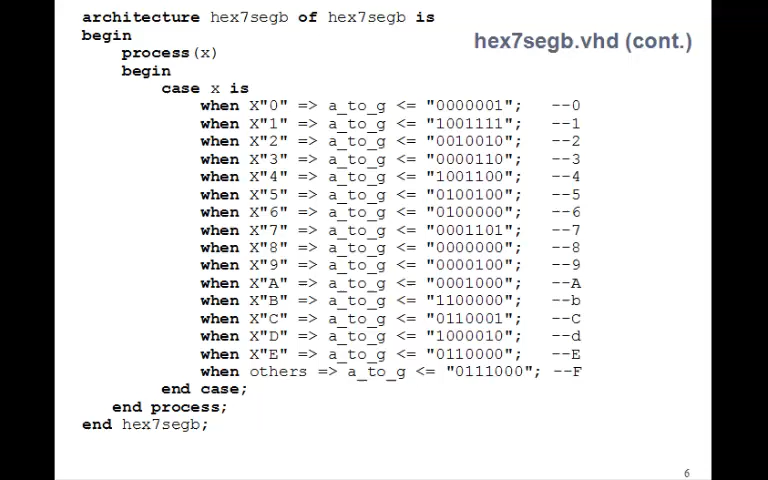 architecture hex7segb of hex7segb is
begin
hex7segb.vhd (cont.)
process(x)
begin
case x is
when X"0" => a_to_g <= "0000001"; --0
when X"1" => a_to_g <= "1001111"; --1
when X"2" => a_to_g <= "0010010"; --2
when X"3" => a_to_g <= "0000110"; --3
when X"4" => a_to_g <= "1001100"; --4
when X"5" => a_to_g <= "0100100"; --5
when X"6" => a_to_g <= "0100000"; --6
when X"7" => a_to_g <= "0001101"; --7
when X"8" => a_to_g <= "0000000"; --8
when X"9" => a_to_g <= "0000100"; --9
when X"A" => a_to_g <= "0001000"; --A
when X"B" => a_to_g <= "1100000"; --b
when X"C" => a_to_g <= "0110001"; --C
when X"D" => a_to_g <= "1000010"; --d
when X"E" => a_to_g <= "0110000"; --E
when others => a_to_g <= "0111000"; --F
end case;
end process;
end hex7segb;
6